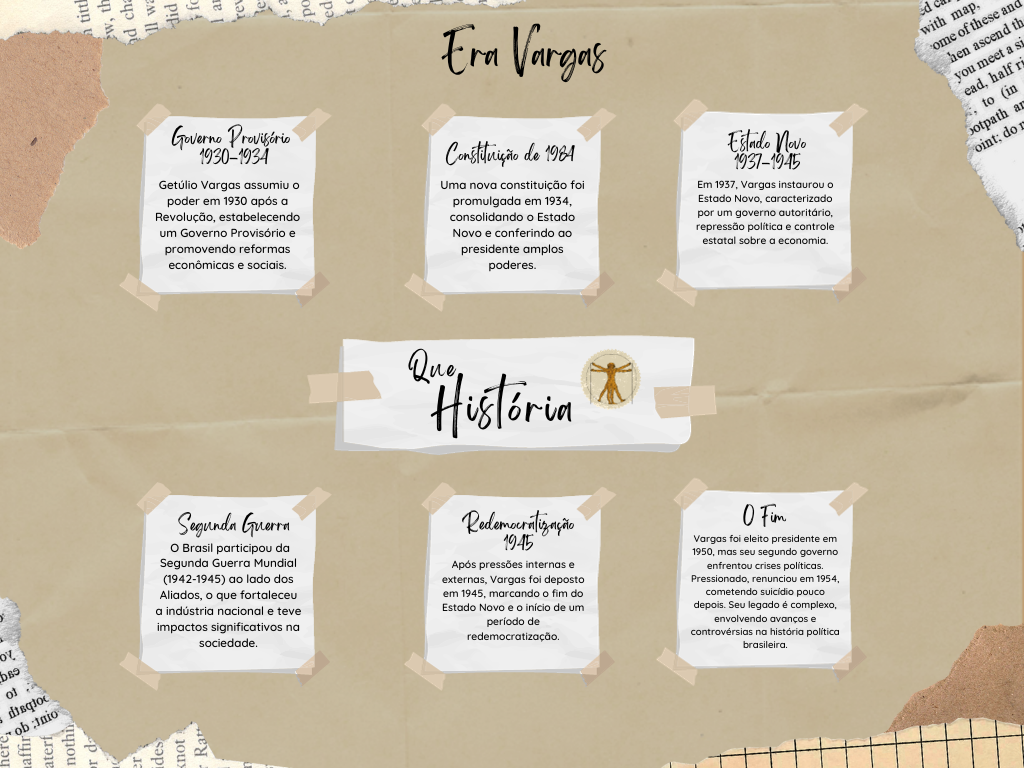 Era Vargas
Governo Provisório
1930-1934
Getúlio Vargas assumiu o
poder em 1930 após a
Revolução, estabelecendo
um Governo Provisório e
promovendo reformas
econômicas e sociais.
Constituição de 1984
Uma nova constituição foi
promulgada em 1934,
consolidando o Estado
Novo e conferindo ao
presidente amplos
poderes.
Estado Novo
1937-1945
Em 1937, Vargas instaurou o
Estado Novo, caracterizado
por um governo autoritário,
repressão política e controle
estatal sobre a economia.
Que
História
Segunda Guerra
O Brasil participou da
Segunda Guerra Mundial
(1942-1945) ao lado dos
Aliados, o que fortaleceu
a indústria nacional e teve
impactos significativos na
sociedade.
Redemocratização
1945
Após pressões internas e
externas, Vargas foi deposto
em 1945, marcando o fim do
Estado Novo e o início de um
período de
redemocratização.
O Fim
Vargas foi eleito presidente em
1950, mas seu segundo governo
enfrentou crises políticas.
Pressionado, renunciou em 1954,
cometendo suicídio pouco
depois. Seu legado é complexo,
envolvendo avanços e
controvérsias na história política
brasileira.
with map.
ome of these and
hen ascend th
you meet a si
ead, half ri
to (in
ootpath an
oint; do